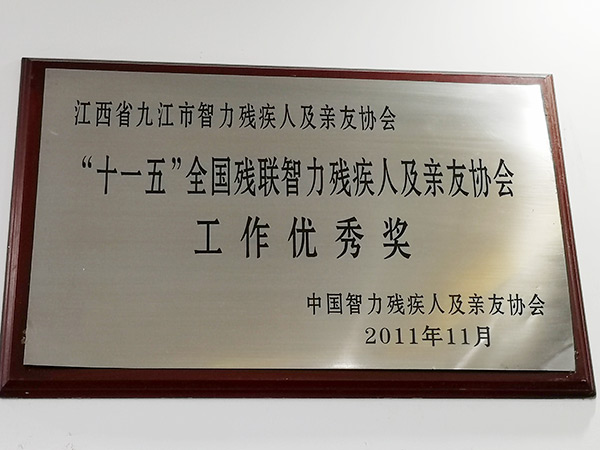 江西省九江市智力残疾人及亲友协会
“十一五”全国残联智力残疾人及亲友协会
工作优秀奖
中国智力残疾人及亲友协会
2011年11月